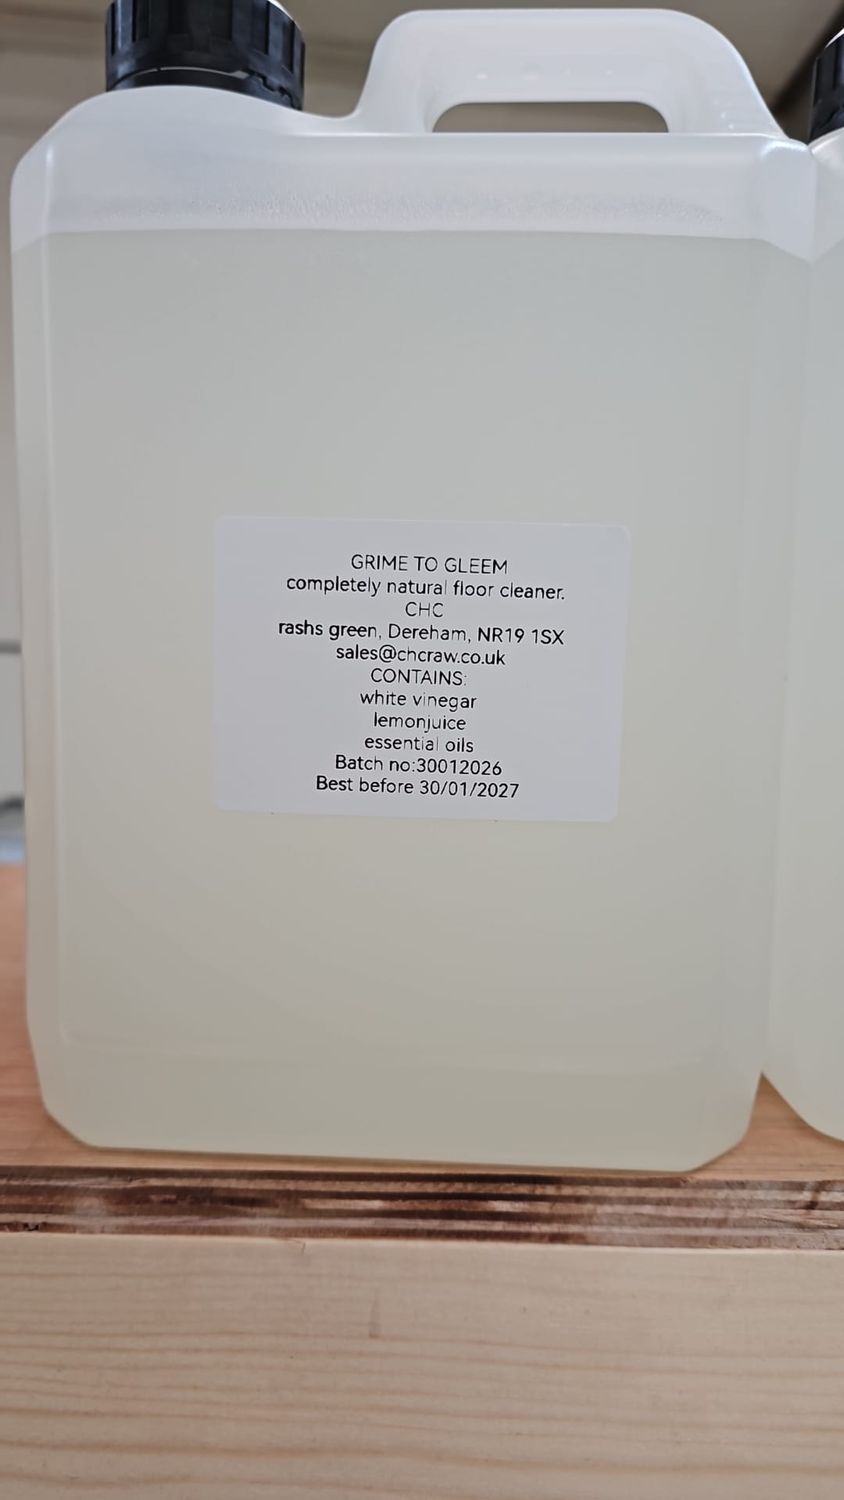 GRIME TO GLEEM
completely natural floor cleaner.
CHC
rashs green, Dereham, NR19 1SX
sales@chcraw.co.uk
CONTAINS:
white vinegar
lemonjuice
essential oils
Batch no:30012026
Best before 30/01/2027